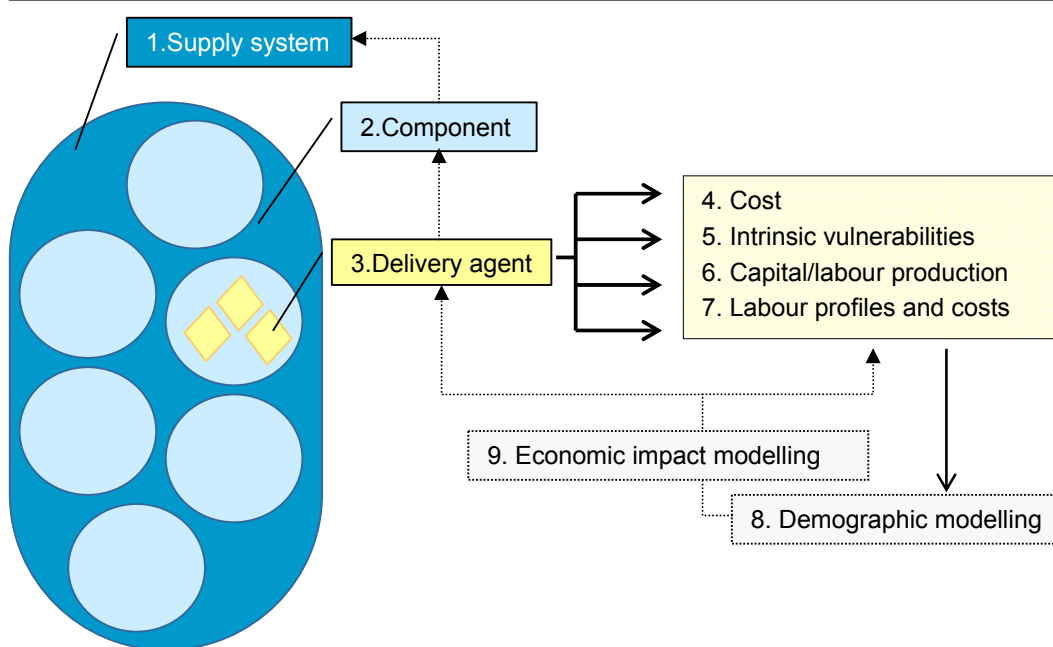 1.Supply system
2.Component
3.Delivery agent
4. Cost
5. Intrinsic vulnerabilities
6. Capital/labour production
7. Labour profiles and costs
9. Economic impact modelling
8. Demographic modelling